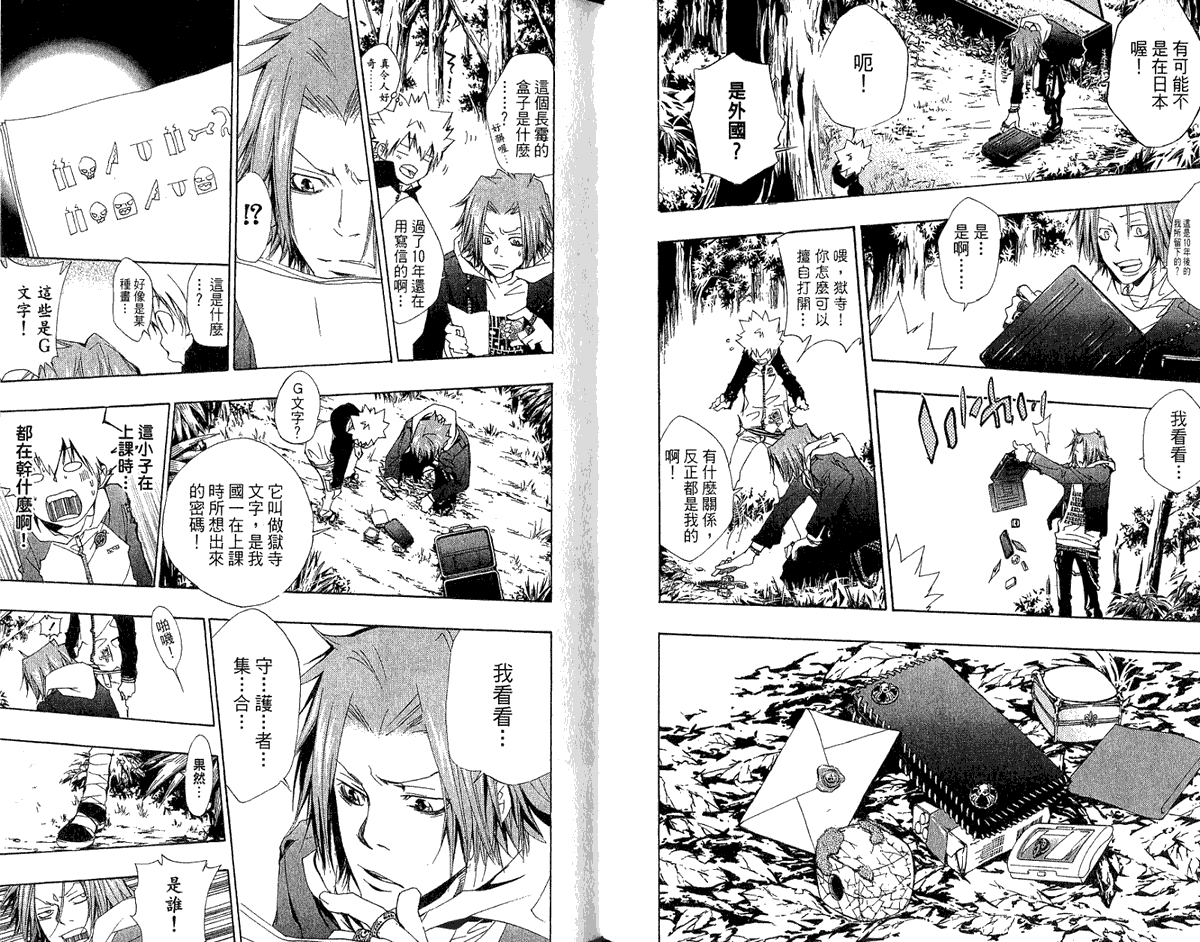 有可能不
是在日本
喔！
呃！
是外國？
這是10年後的
我所留下的？
是…
是啊……
我看看…
喂，獄寺！
你怎麼可以
擅自打開…
有什麼關係，
反正都是我的
啊！
這個長霉的
盒子是什麼
……？
好髒喔…
真令人好
奇…
過了10年還在
用寫信的啊…
!?
這是什麼
…？
好像是某
種畫…
這些是G
文字！
G文字？
它叫做獄寺
文字，是我
國一在上課
時所想出來
的密碼！
這小子在
上課時…
都在幹什麼啊！
我看看…
守…護…者…
集…合…
啪嘰！
果然…
是誰！